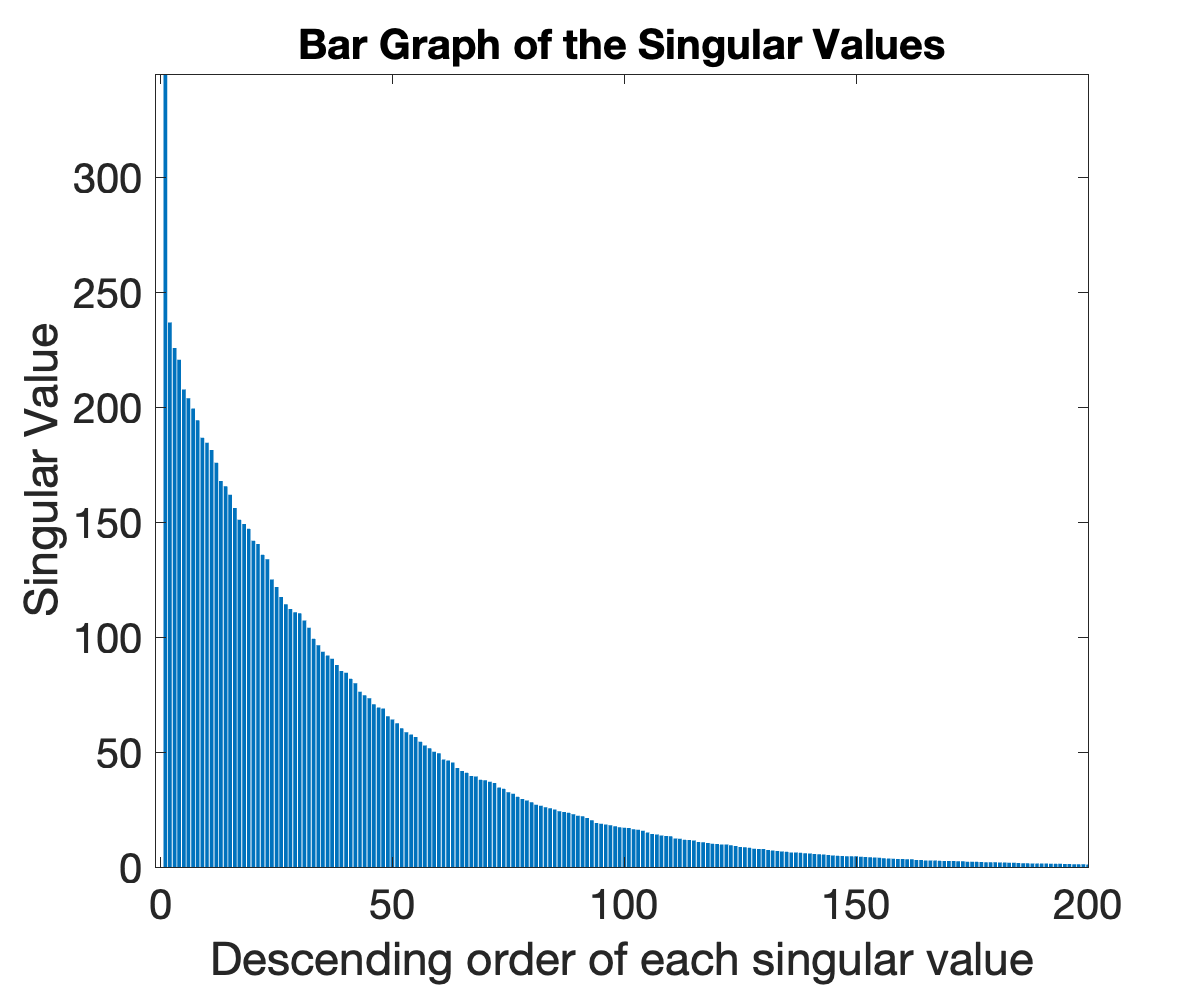 Bar Graph of the Singular Values
300
250
200
150
100
50
0
Singular Value
0 50 100 150 200
Descending order of each singular value